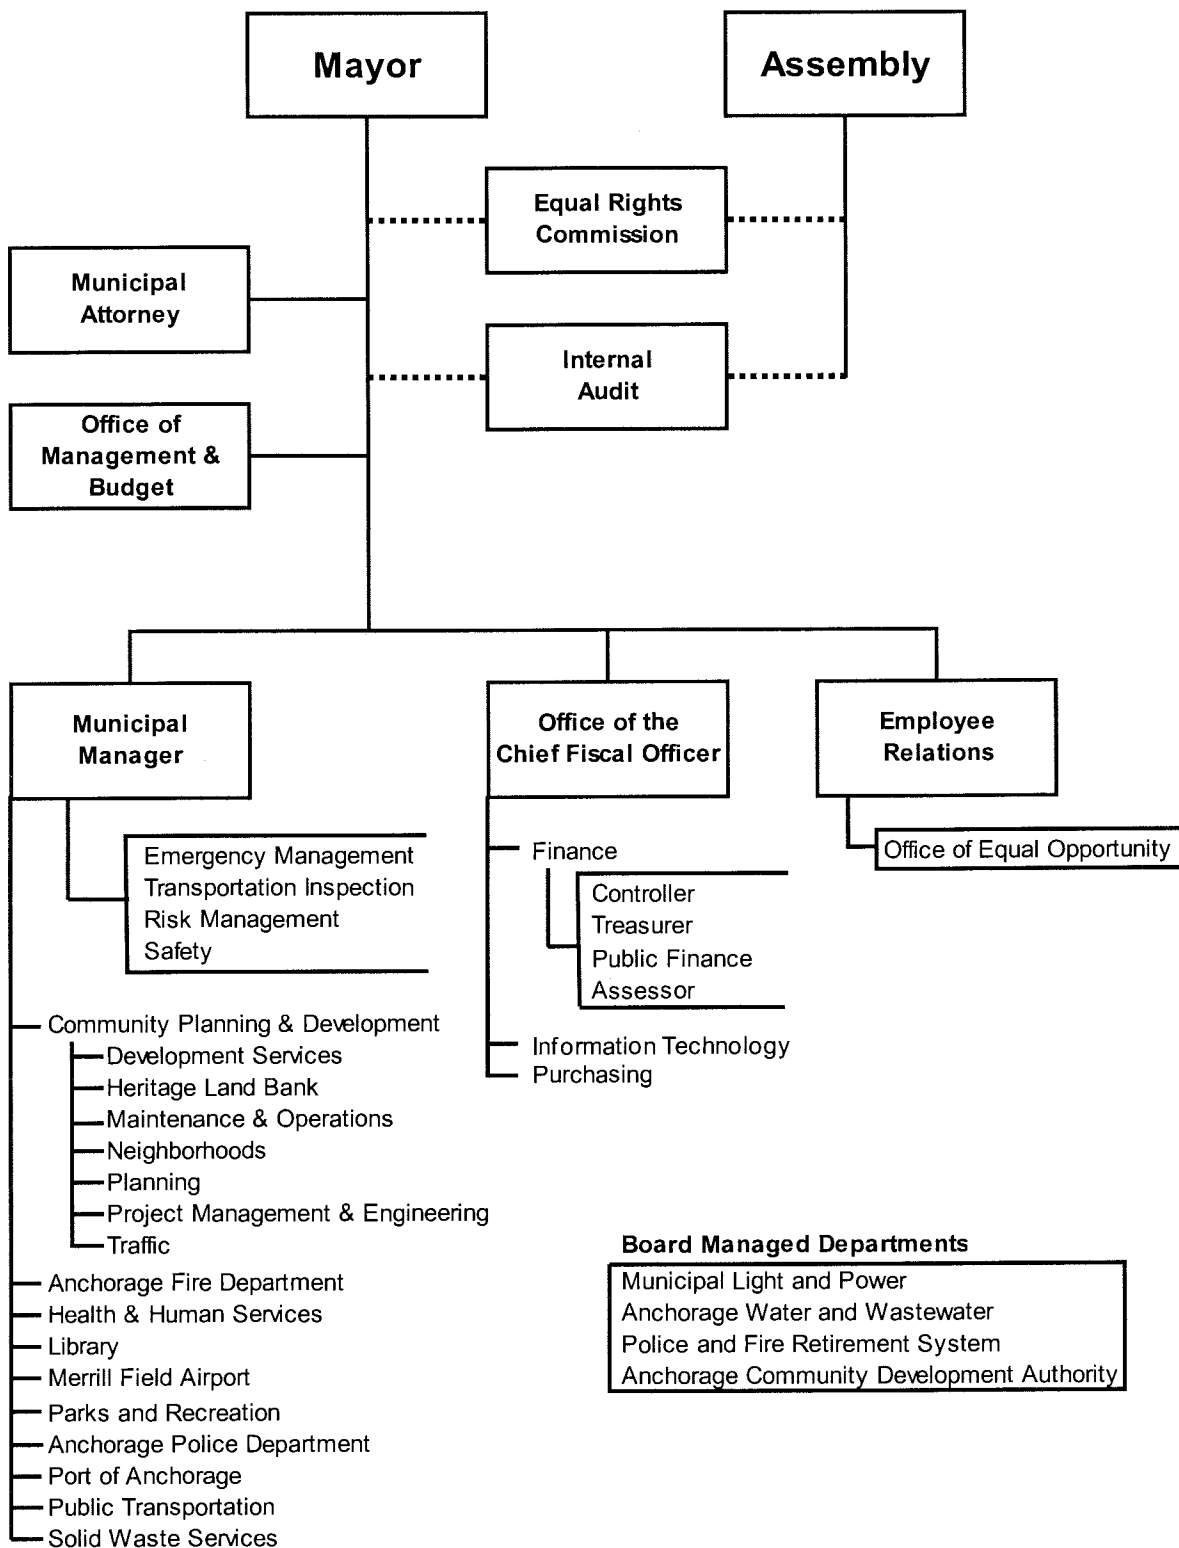 Mayor
Assembly
Equal Rights
Commission
Municipal
Attorney
Internal
Audit
Office of
Management &
Budget
Municipal
Manager
Office of the
Chief Fiscal Officer
Employee
Relations
Emergency Management
Transportation Inspection
Risk Management
Safety
Finance
Controller
Treasurer
Public Finance
Assessor
Information Technology
Purchasing
Office of Equal Opportunity
Community Planning & Development
Development Services
Heritage Land Bank
Maintenance & Operations
Neighborhoods
Planning
Project Management & Engineering
Traffic
Anchorage Fire Department
Health & Human Services
Library
Merrill Field Airport
Parks and Recreation
Anchorage Police Department
Port of Anchorage
Public Transportation
Solid Waste Services
Board Managed Departments
Municipal Light and Power
Anchorage Water and Wastewater
Police and Fire Retirement System
Anchorage Community Development Authority